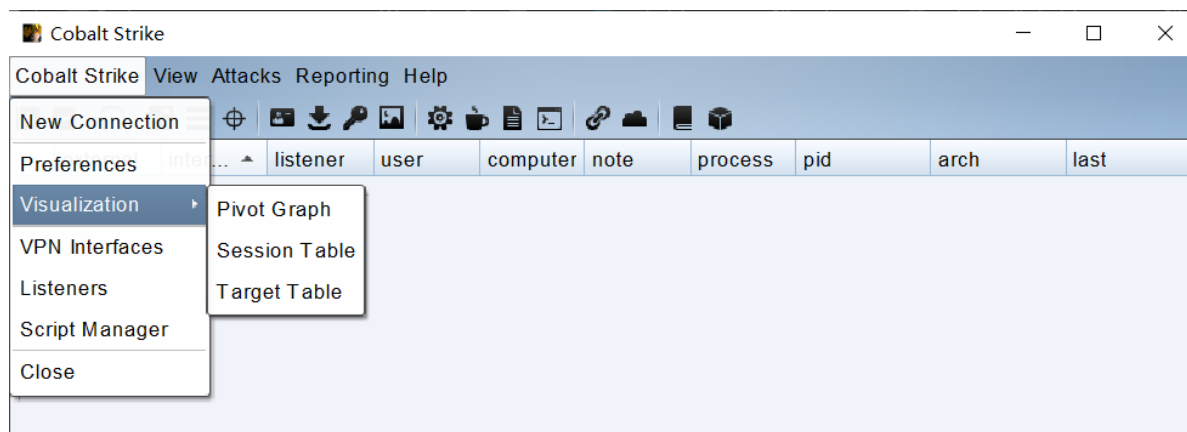 Cobalt Strike
Cobalt Strike View Attacks Reporting Help
New Connection
inter... listener user computer note process pid arch last
Preferences
Visualization
Pivot Graph
VPN Interfaces
Session Table
Listeners
Target Table
Script Manager
Close